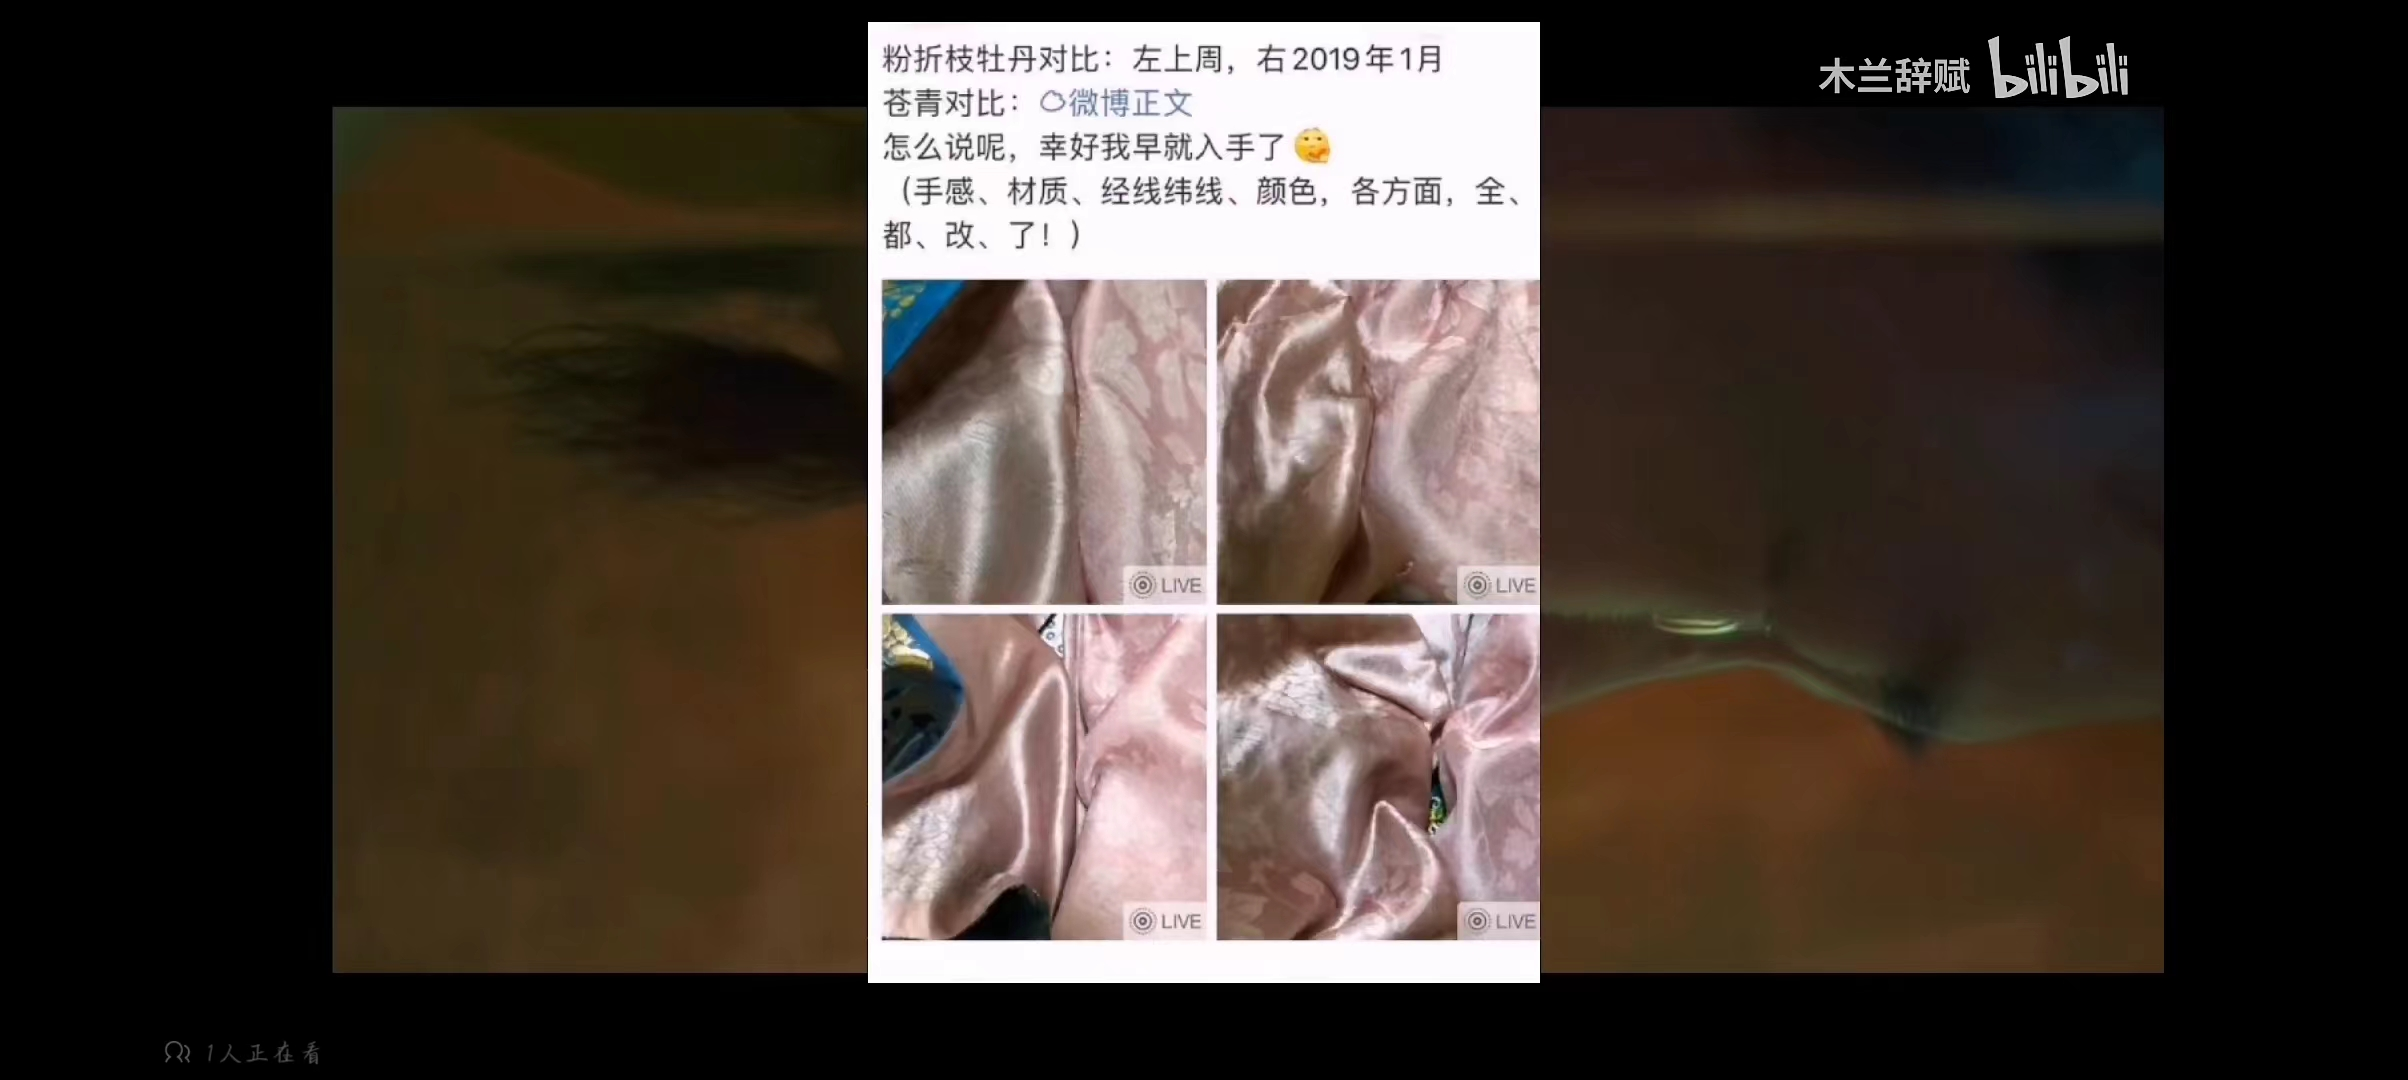 粉折枝牡丹对比：左上周，右2019年1月
苍青对比：微博正文
怎么说呢，幸好我早就入手了
（手感、材质、经线纬线、颜色，各方面，全、
都、改、了！）
木兰辞赋 bilibili
LIVE
LIVE
LIVE
LIVE
1人正在看